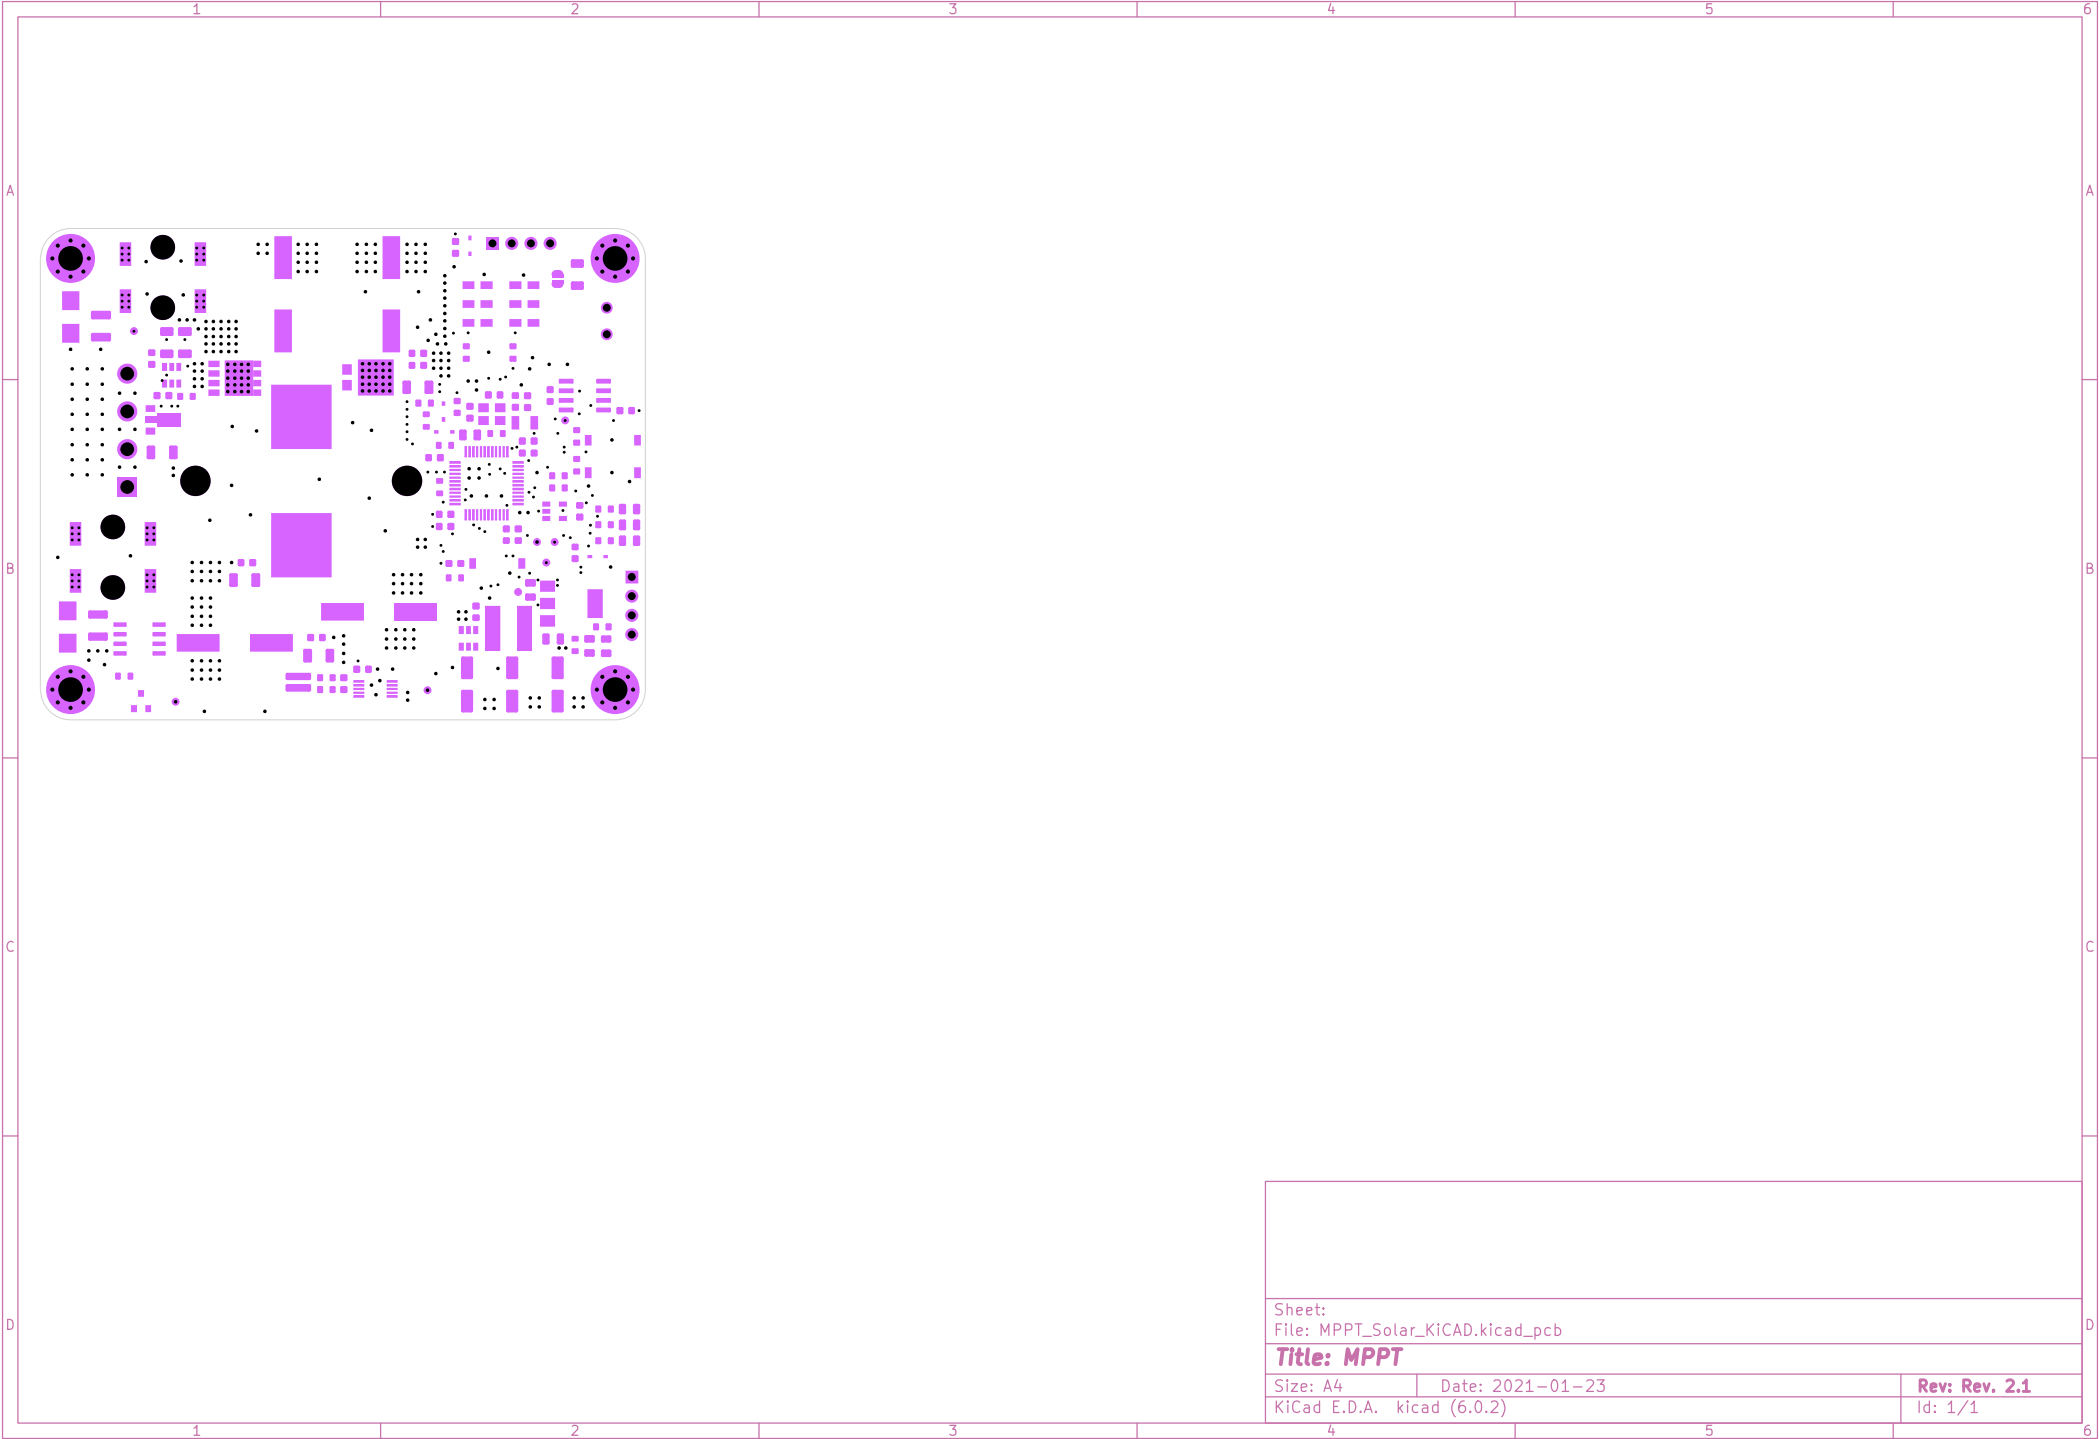 1 2 3 4 5 6
A A
B B
C C
Sheet:
File: MPPT_Solar_KiCAD.kicad_pcb
D D
Title: MPPT
Size: A4 Date: 2021-01-23 Rev: Rev. 2.1
KiCad E.D.A. kicad (6.0.2) Id: 1/1
1 2 3 4 5 6